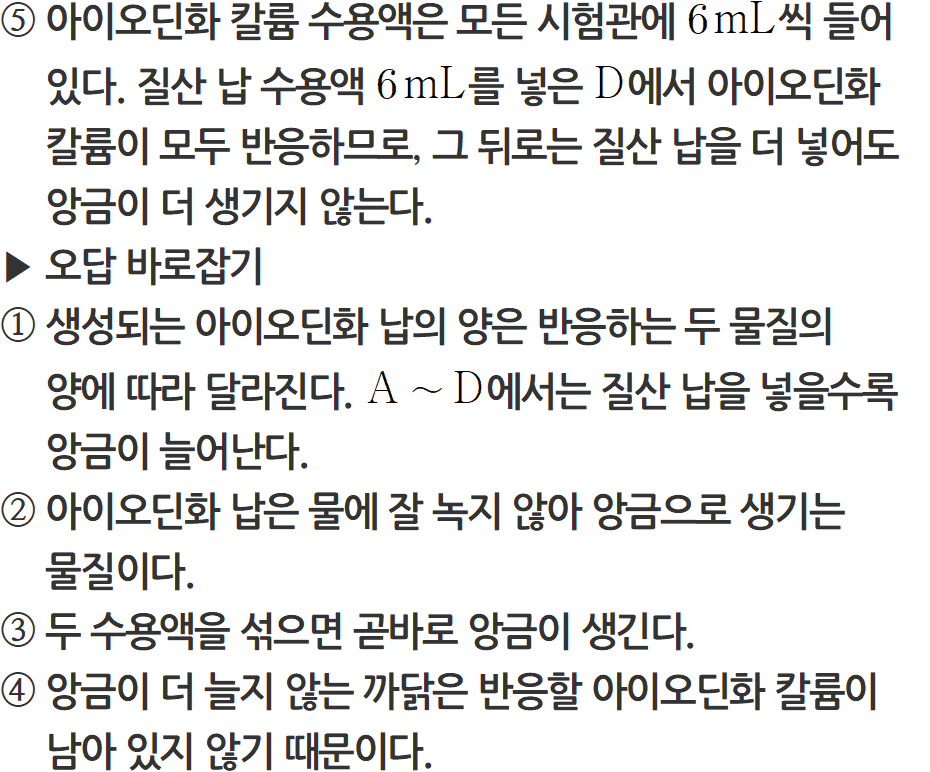 ⑤ 아이오딘화 칼륨 수용액은 모든 시험관에 6mL씩 들어
있다. 질산 납 수용액 6mL를 넣은 D에서 아이오딘화
칼륨이 모두 반응하므로, 그 뒤로는 질산 납을 더 넣어도
앙금이 더 생기지 않는다.
▶ 오답 바로잡기
① 생성되는 아이오딘화 납의 양은 반응하는 두 물질의
양에 따라 달라진다. A ~ D에서는 질산 납을 넣을수록
앙금이 늘어난다.
② 아이오딘화 납은 물에 잘 녹지 않아 앙금으로 생기는
물질이다.
③ 두 수용액을 섞으면 곧바로 앙금이 생긴다.
④ 앙금이 더 늘지 않는 까닭은 반응할 아이오딘화 칼륨이
남아 있지 않기 때문이다.